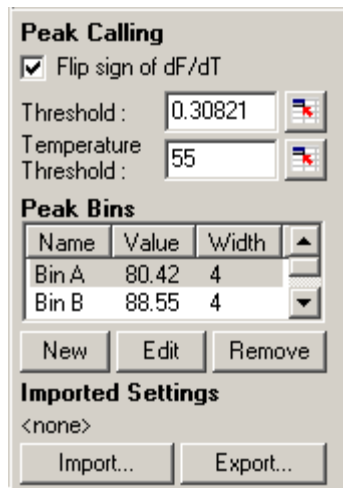 Peak Calling
Flip sign of dF/dT
Threshold : 0.30821
Temperature
Threshold : 55
Peak Bins
Name Value Width
Bin A 80.42 4
Bin B 88.55 4
New Edit Remove
Imported Settings
<none>
Import... Export...